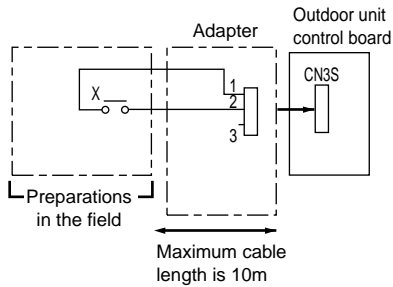 Outdoor unit
control board
Adapter
CN3S
X
1
2
3
Preparations
in the field
Maximum cable
length is 10m